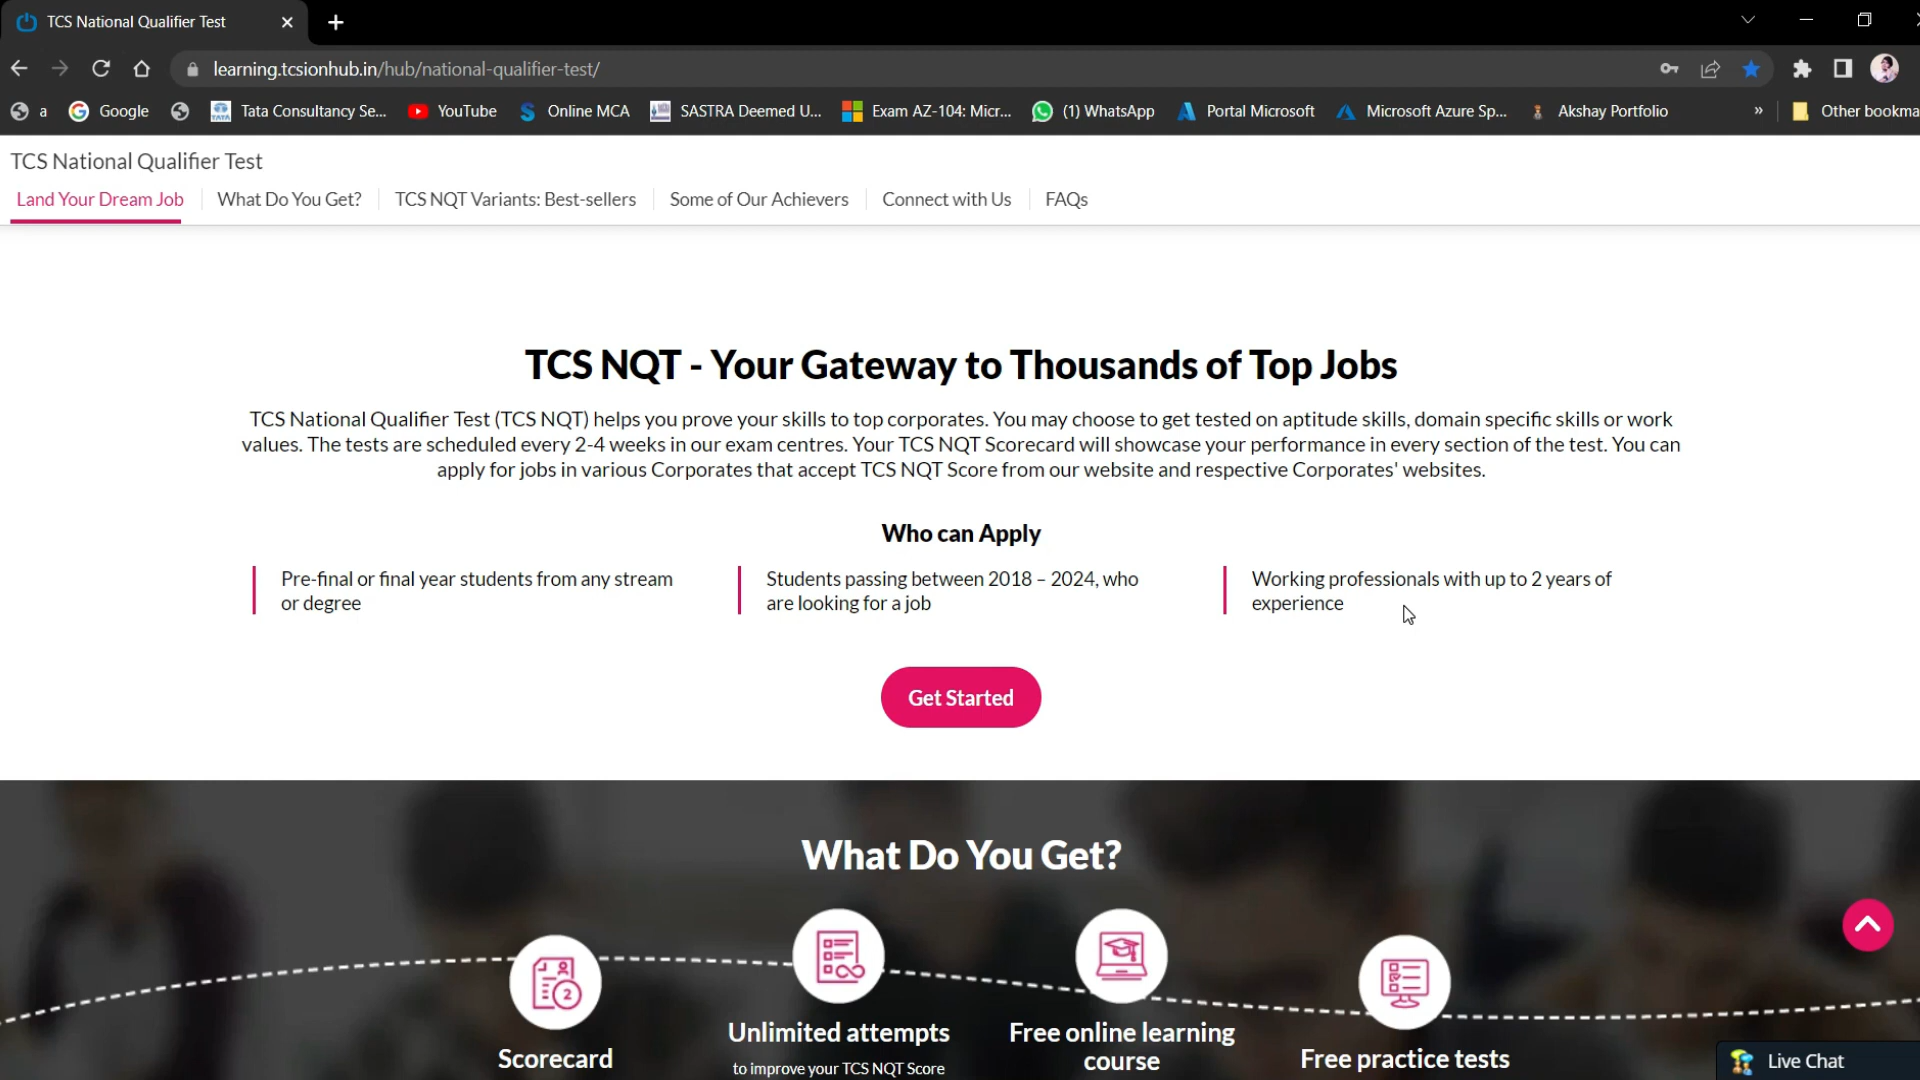 TCS National Qualifier Test
learning.tcsionhub.in/hub/national-qualifier-test/
a Google Tata Consultancy Se... YouTube Online MCA SASTRA Deemed U... Exam AZ-104: Micr... (1) WhatsApp Portal Microsoft Microsoft Azure Sp... Akshay Portfolio » Other bookma
TCS National Qualifier Test
Land Your Dream Job What Do You Get? TCS NQT Variants: Best-sellers Some of Our Achievers Connect with Us FAQs
TCS NQT - Your Gateway to Thousands of Top Jobs
TCS National Qualifier Test (TCS NQT) helps you prove your skills to top corporates. You may choose to get tested on aptitude skills, domain specific skills or work
values. The tests are scheduled every 2-4 weeks in our exam centres. Your TCS NQT Scorecard will showcase your performance in every section of the test. You can
apply for jobs in various Corporates that accept TCS NQT Score from our website and respective Corporates' websites.
Who can Apply
Pre-final or final year students from any stream
or degree
Students passing between 2018 – 2024, who
are looking for a job
Working professionals with up to 2 years of
experience
Get Started
What Do You Get?
2
Scorecard
Unlimited attempts
to improve your TCS NQT Score
Free online learning
course
Free practice tests
Live Chat